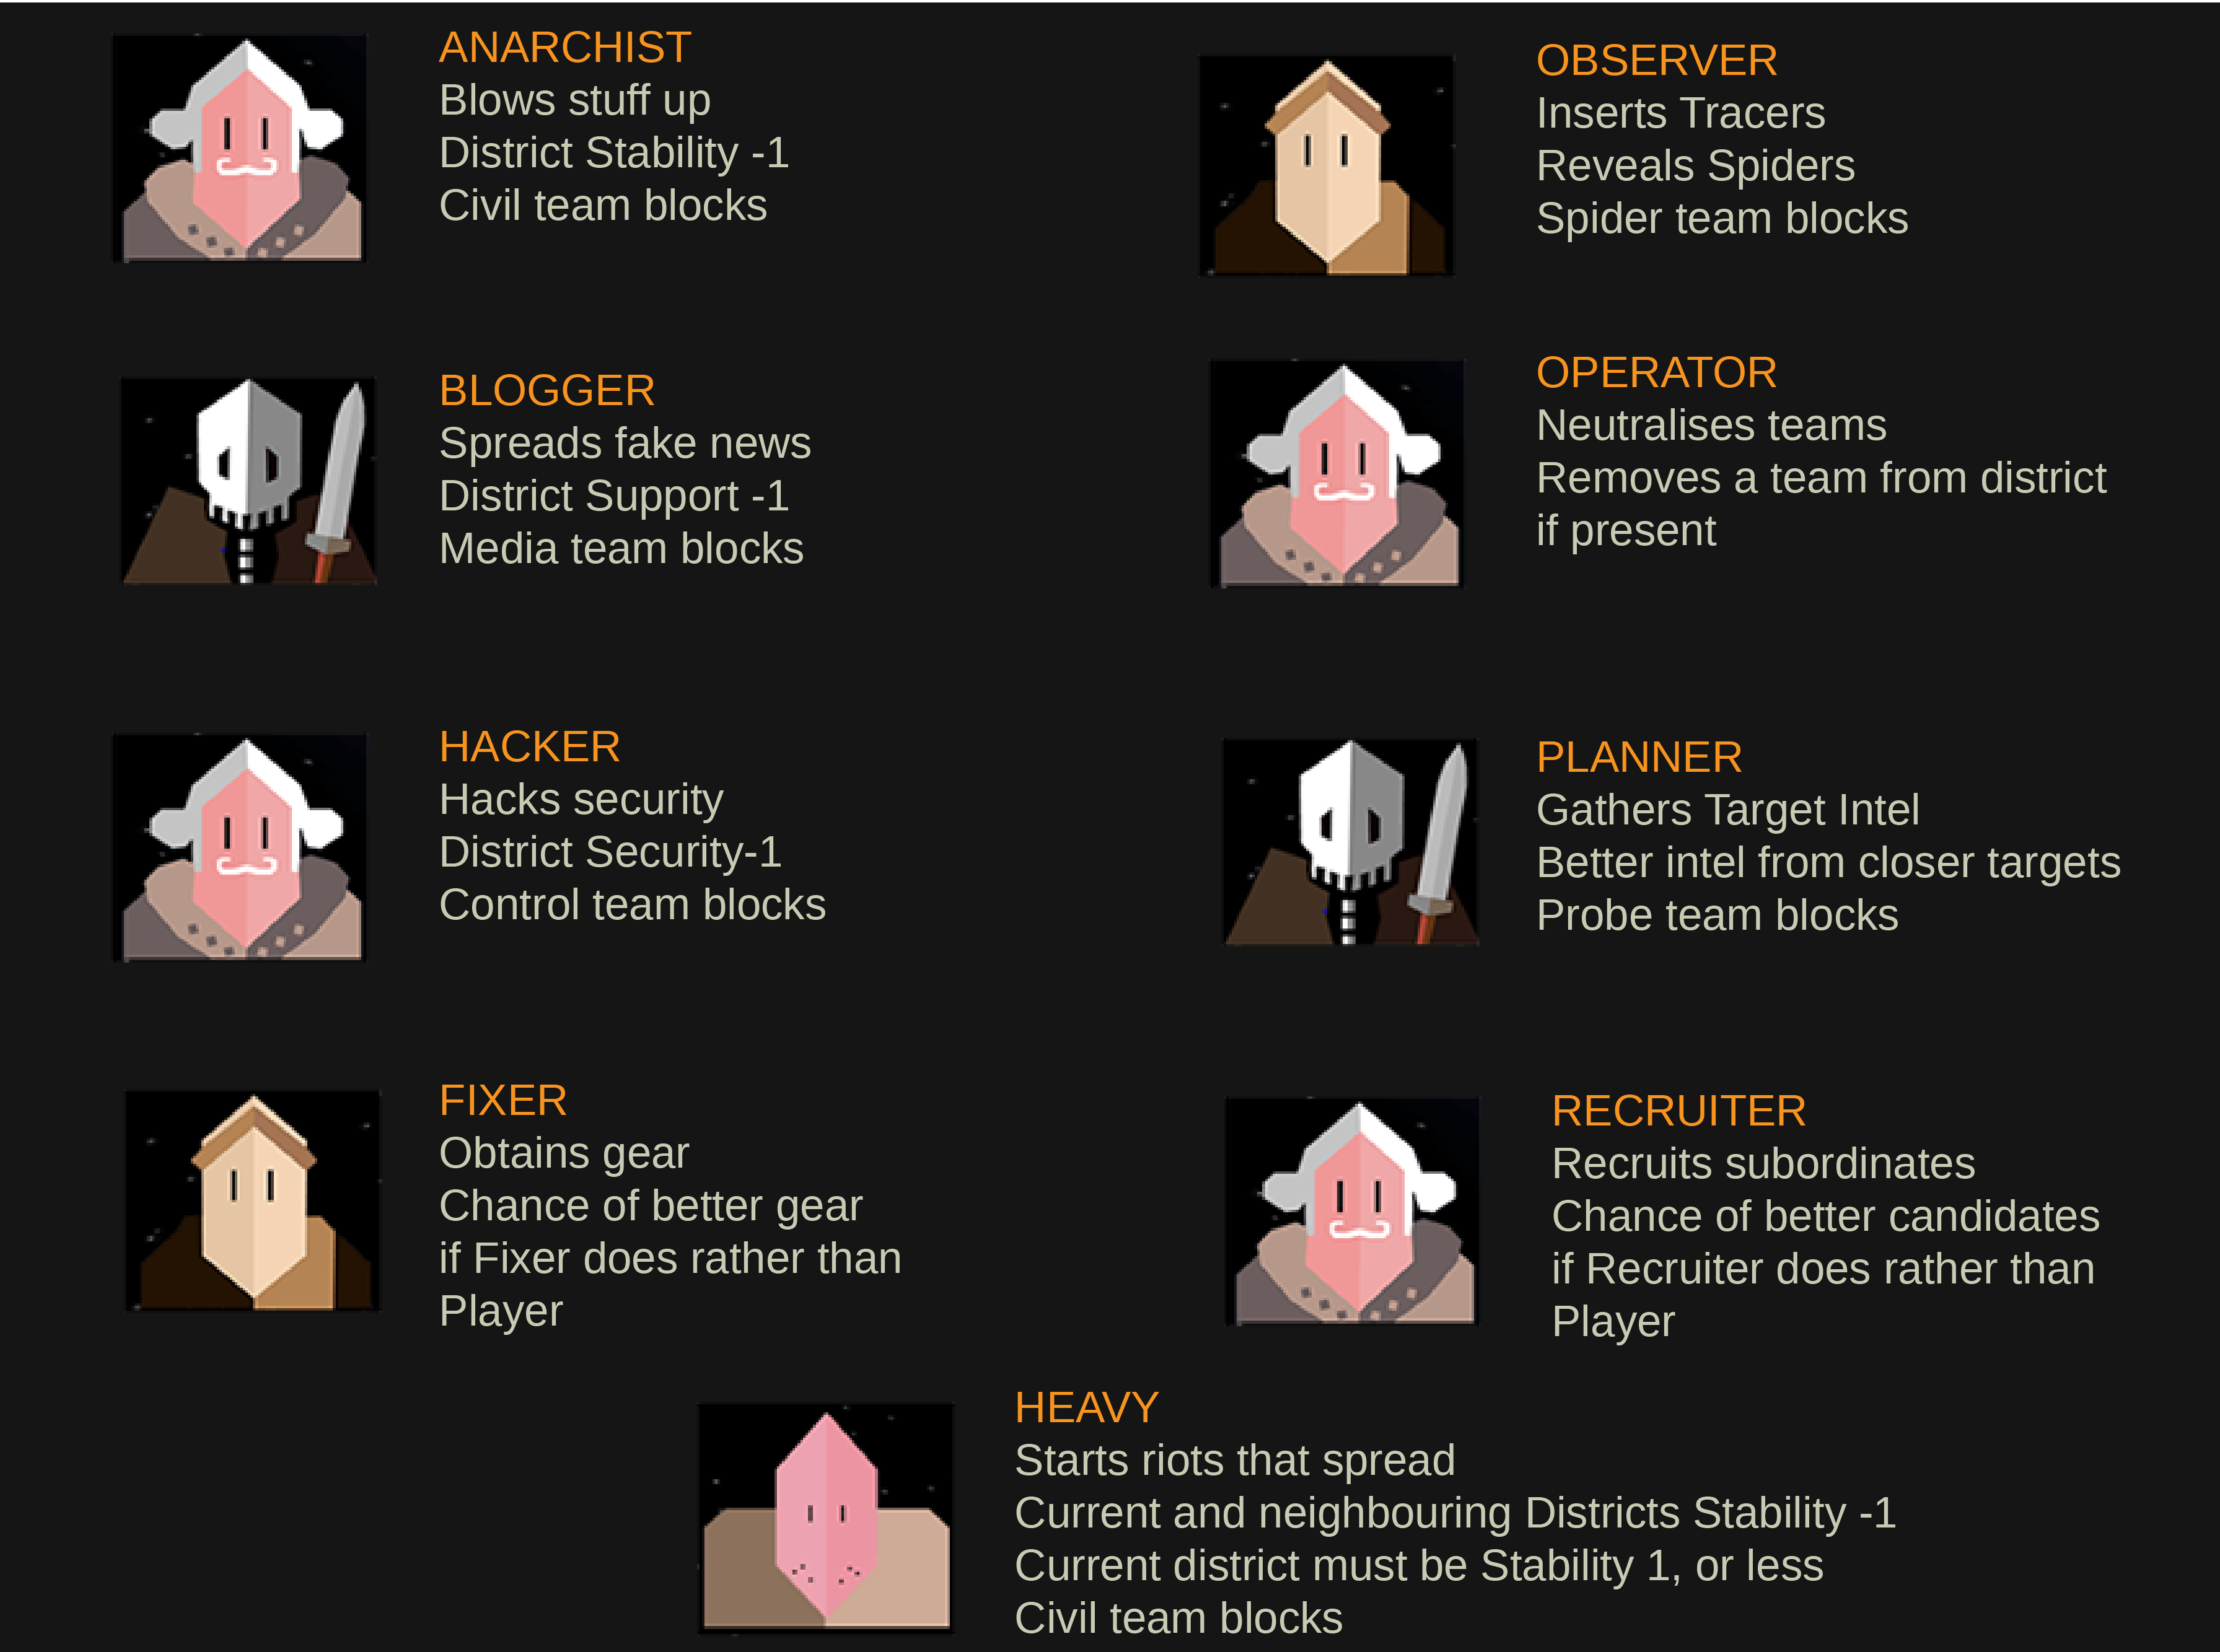 ANARCHIST
Blows stuff up
District Stability -1
Civil team blocks
OBSERVER
Inserts Tracers
Reveals Spiders
Spider team blocks
BLOGGER
Spreads fake news
District Support -1
Media team blocks
OPERATOR
Neutralises teams
Removes a team from district
if present
HACKER
Hacks security
District Security-1
Control team blocks
PLANNER
Gathers Target Intel
Better intel from closer targets
Probe team blocks
FIXER
Obtains gear
Chance of better gear
if Fixer does rather than
Player
RECRUITER
Recruits subordinates
Chance of better candidates
if Recruiter does rather than
Player
HEAVY
Starts riots that spread
Current and neighbouring Districts Stability -1
Current district must be Stability 1, or less
Civil team blocks